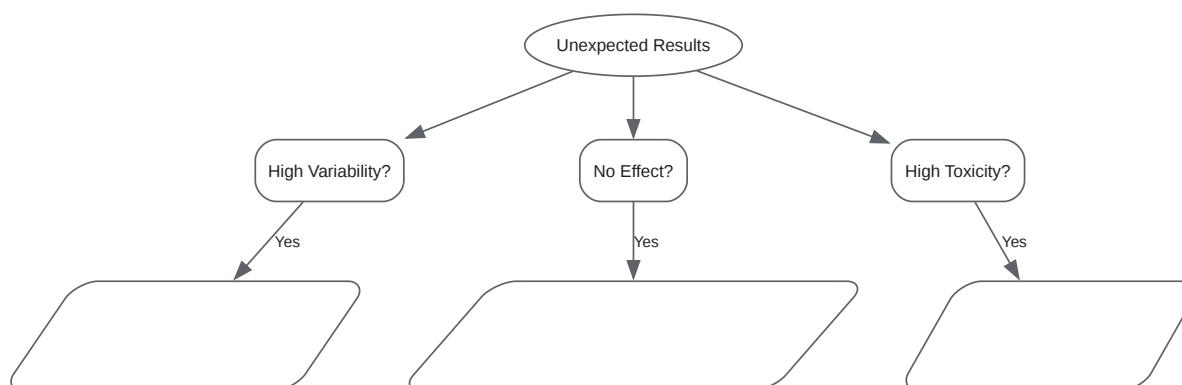 Unexpected Results
High Variability?
No Effect?
High Toxicity?
Yes
Yes
Yes